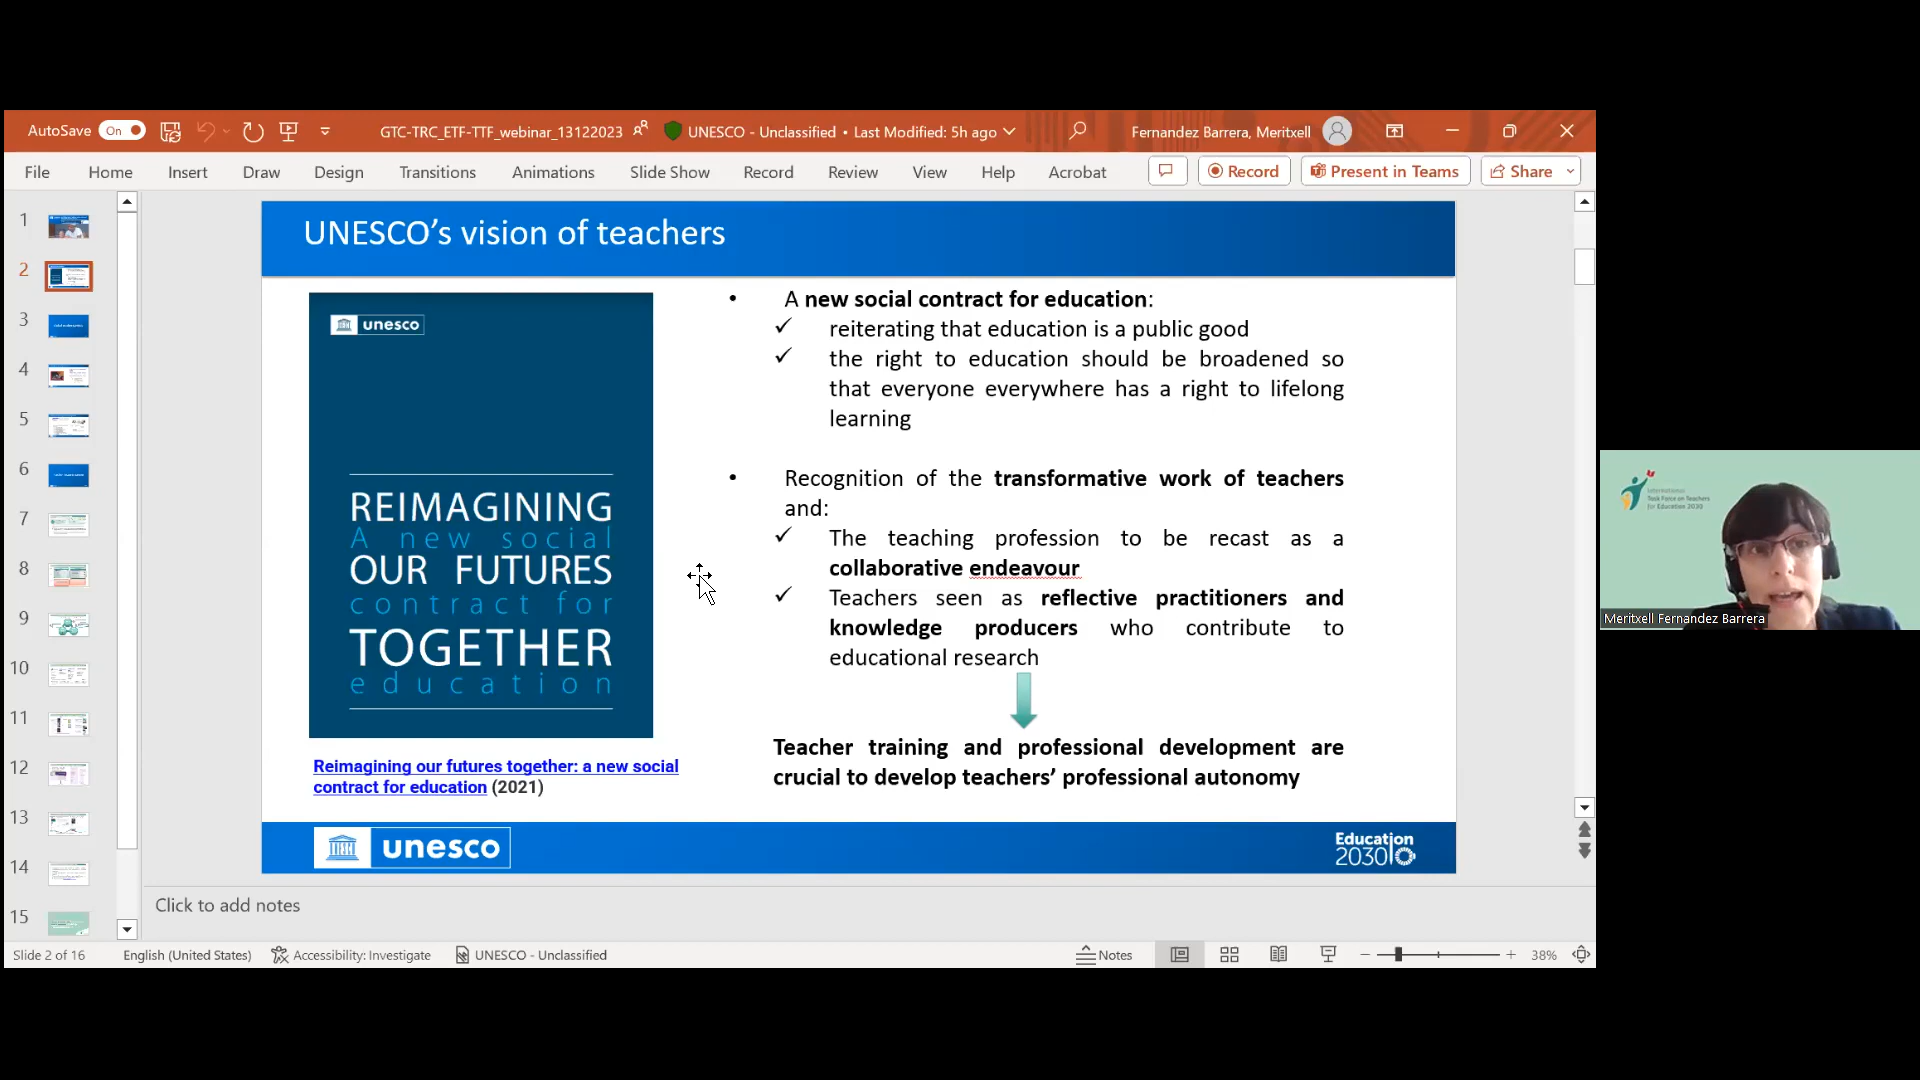 AutoSave On GTC-TRC_ETF-TTF_webinar_13122023 UNESCO - Unclassified • Last Modified: 5h ago Fernandez Barrera, Meritxell
File Home Insert Draw Design Transitions Animations Slide Show Record Review View Help Acrobat Record Present in Teams Share
1
2
3
4
5
6
7
8
9
10
11
12
13
14
15
UNESCO’s vision of teachers
unesco
REIMAGINING
A new social
OUR FUTURES
contract for
TOGETHER
education
Reimagining our futures together: a new social
contract for education (2021)
• A new social contract for education:
✓ reiterating that education is a public good
✓ the right to education should be broadened so
that everyone everywhere has a right to lifelong
learning
• Recognition of the transformative work of teachers
and:
✓ The teaching profession to be recast as a
collaborative endeavour
✓ Teachers seen as reflective practitioners and
knowledge producers who contribute to
educational research
Teacher training and professional development are
crucial to develop teachers’ professional autonomy
unesco
Education
2030
Click to add notes
Slide 2 of 16 English (United States) Accessibility: Investigate UNESCO - Unclassified Notes 38%
International
Task Force on Teachers
for Education 2030
Meritxell Fernandez Barrera